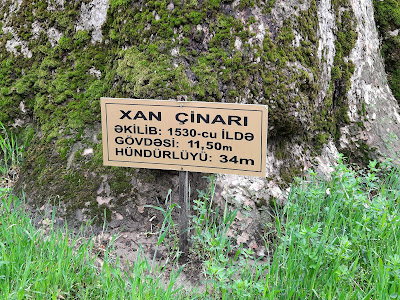 XAN ÇİNARI
ƏKİLİB: 1530-cu İLDƏ
GÖVDƏSİ: 11,50m
HÜNDÜRLÜYÜ: 34m